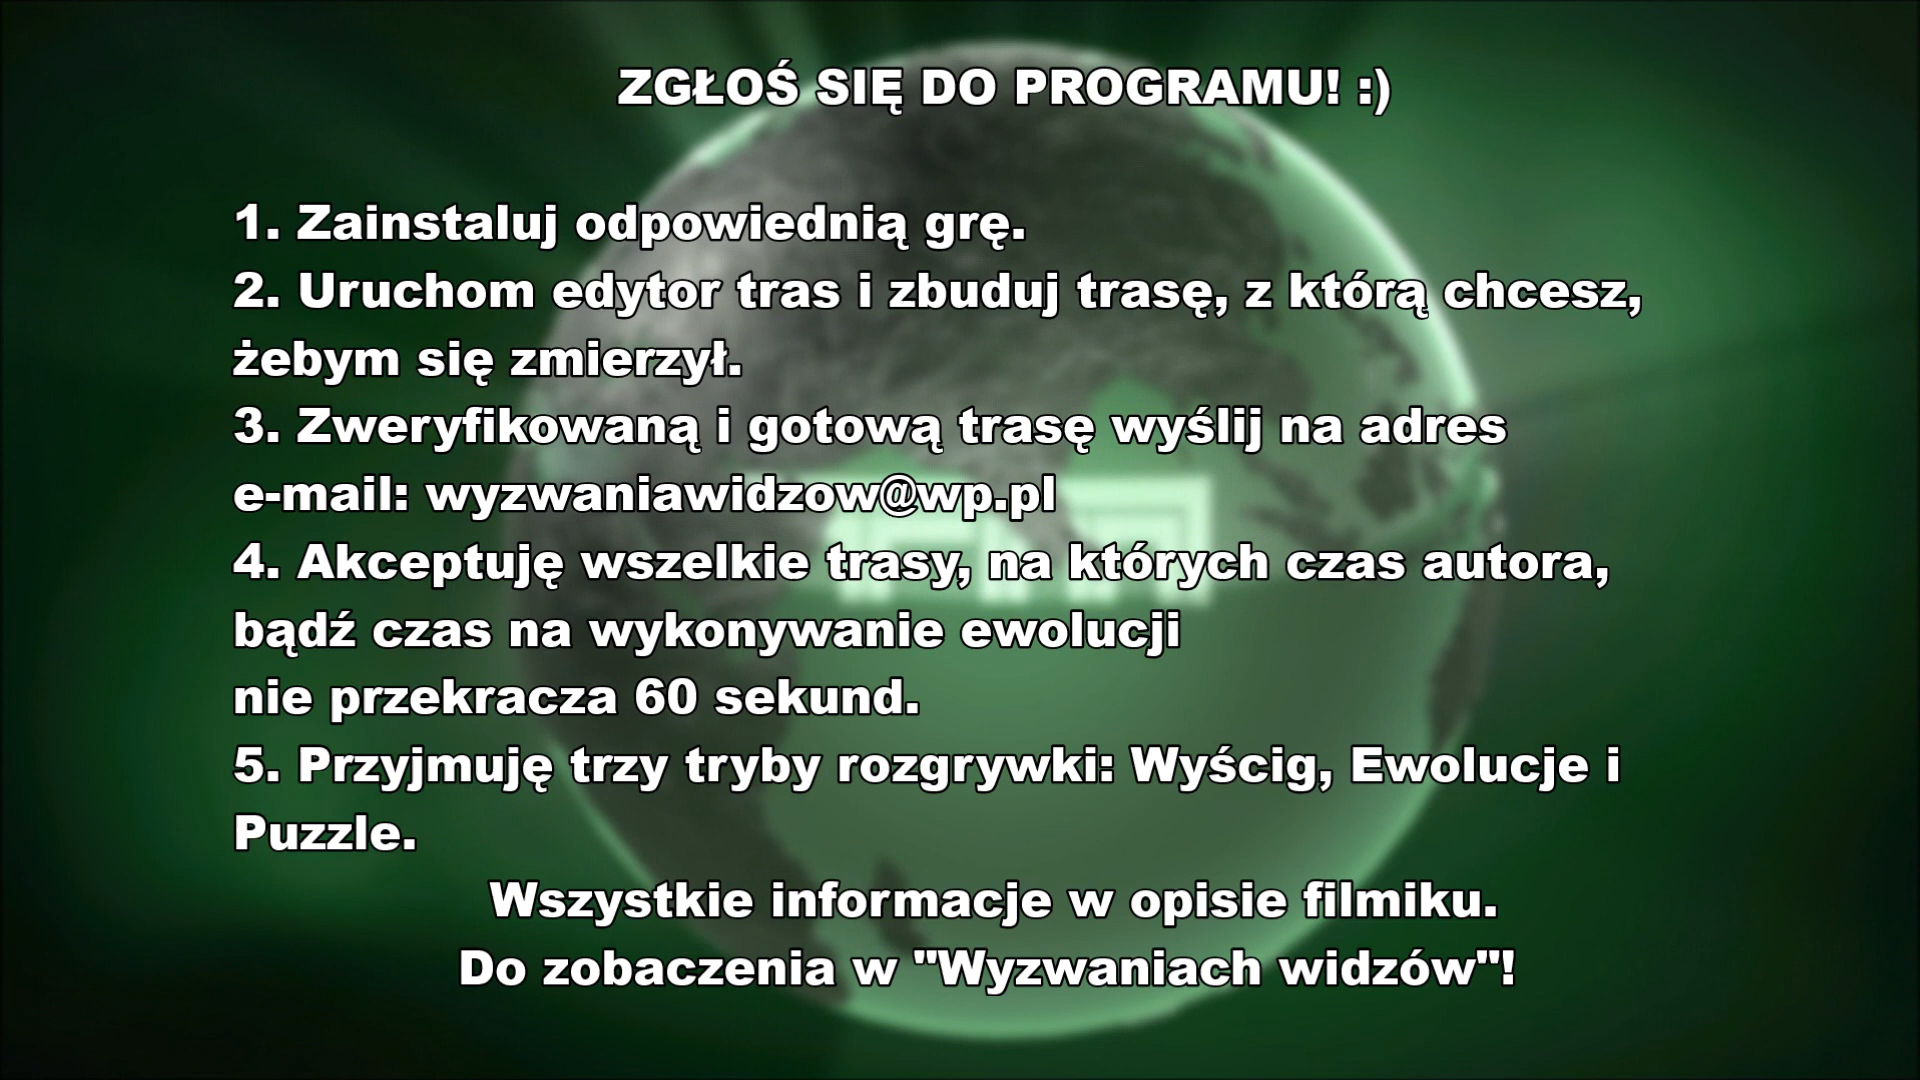 ZGŁOŚ SIĘ DO PROGRAMU! :)
1. Zainstaluj odpowiednią grę.
2. Uruchom edytor tras i zbuduj trasę, z którą chcesz,
żebym się zmierzył.
3. Zweryfikowaną i gotową trasę wyślij na adres
e-mail: wyzwaniawidzow@wp.pl
4. Akceptuję wszelkie trasy, na których czas autora,
bądź czas na wykonywanie ewolucji
nie przekracza 60 sekund.
5. Przyjmuję trzy tryby rozgrywki: Wyścig, Ewolucje i
Puzzle.
Wszystkie informacje w opisie filmiku.
Do zobaczenia w "Wyzwaniach widzów"!